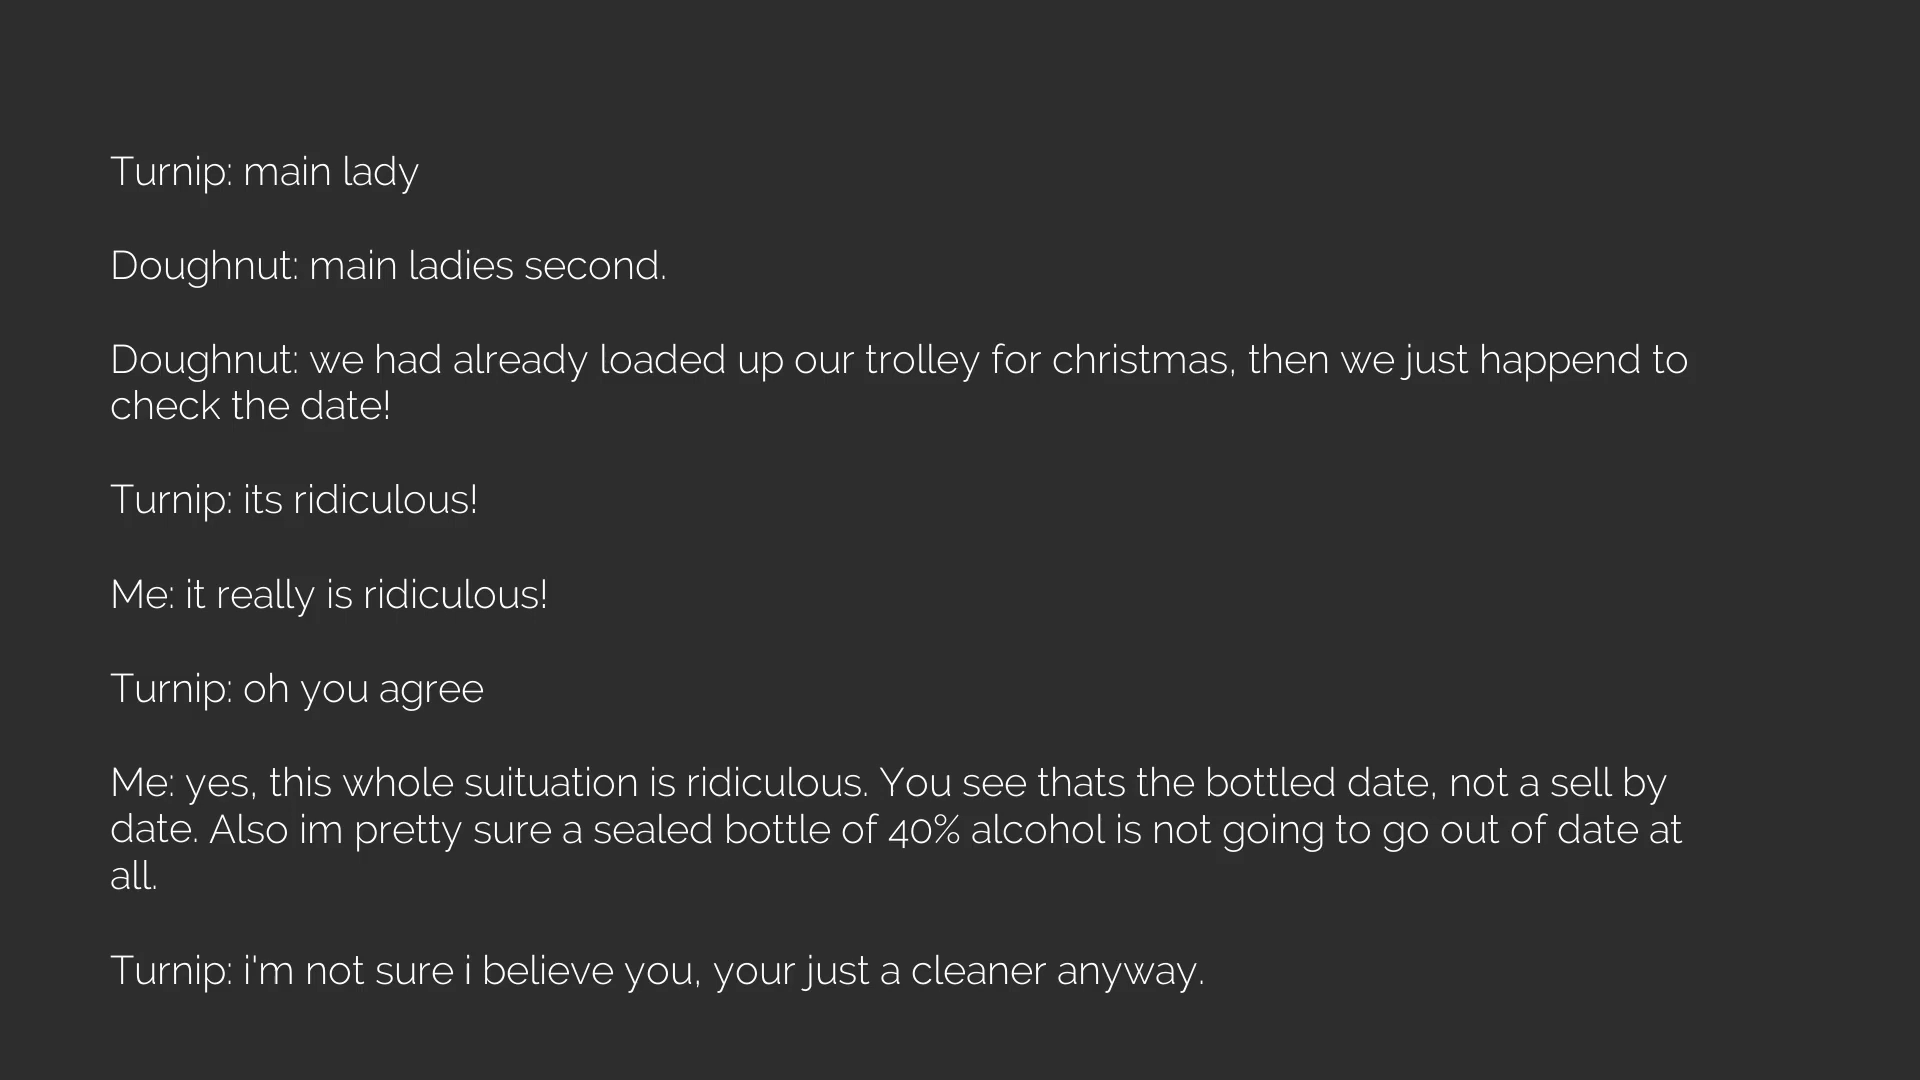 Turnip: main lady
Doughnut: main ladies second.
Doughnut: we had already loaded up our trolley for christmas, then we just happend to
check the date!
Turnip: its ridiculous!
Me: it really is ridiculous!
Turnip: oh you agree
Me: yes, this whole suituation is ridiculous. You see thats the bottled date, not a sell by
date. Also im pretty sure a sealed bottle of 40% alcohol is not going to go out of date at
all.
Turnip: i'm not sure i believe you, your just a cleaner anyway.